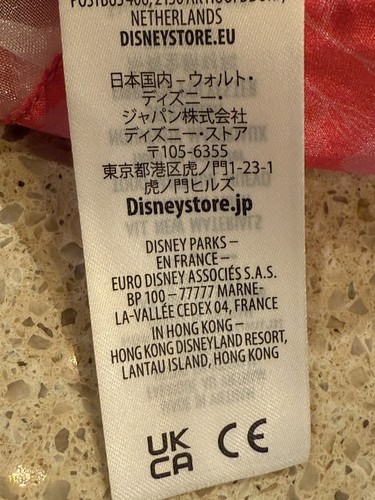 NETHERLANDS
DISNEYSTORE.EU
日本国内－ウォルト・
ディズニー・
ジャパン株式会社
ディズニー・ストア
〒105-6355
東京都港区虎ノ門1-23-1
虎ノ門ヒルズ
Disneystore.jp
DISNEY PARKS –
EN FRANCE –
EURO DISNEY ASSOCIÉS S.A.S.
BP 100 – 77777 MARNE-
LA-VALLÉE CEDEX 04, FRANCE
IN HONG KONG –
HONG KONG DISNEYLAND RESORT,
LANTAU ISLAND, HONG KONG
UK
CA CE